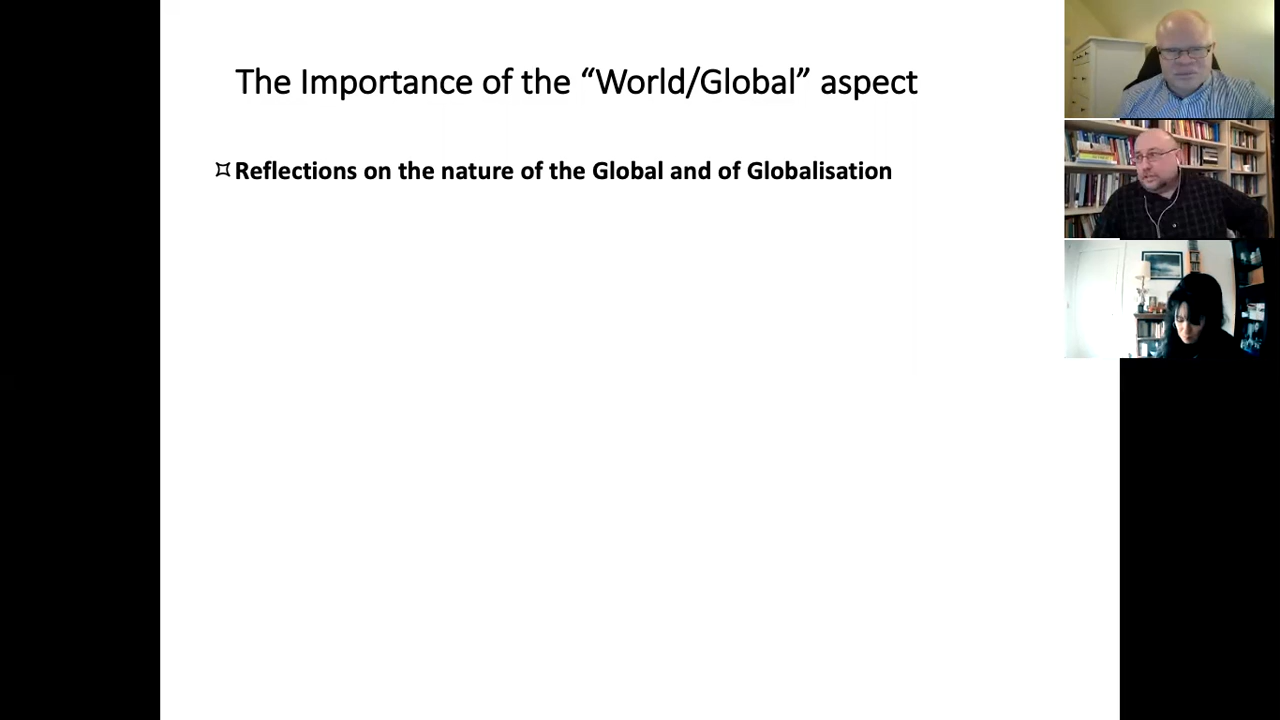 The Importance of the “World/Global” aspect
¤Reflections on the nature of the Global and of Globalisation